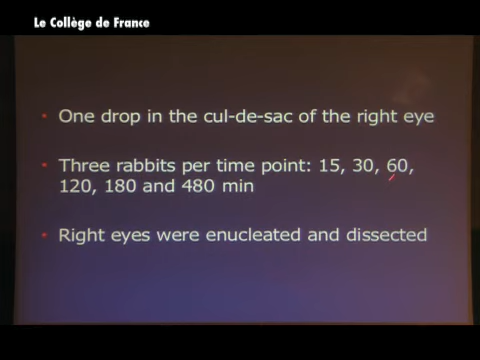 Le Collège de France
• One drop in the cul-de-sac of the right eye
• Three rabbits per time point: 15, 30, 60,
120, 180 and 480 min
• Right eyes were enucleated and dissected